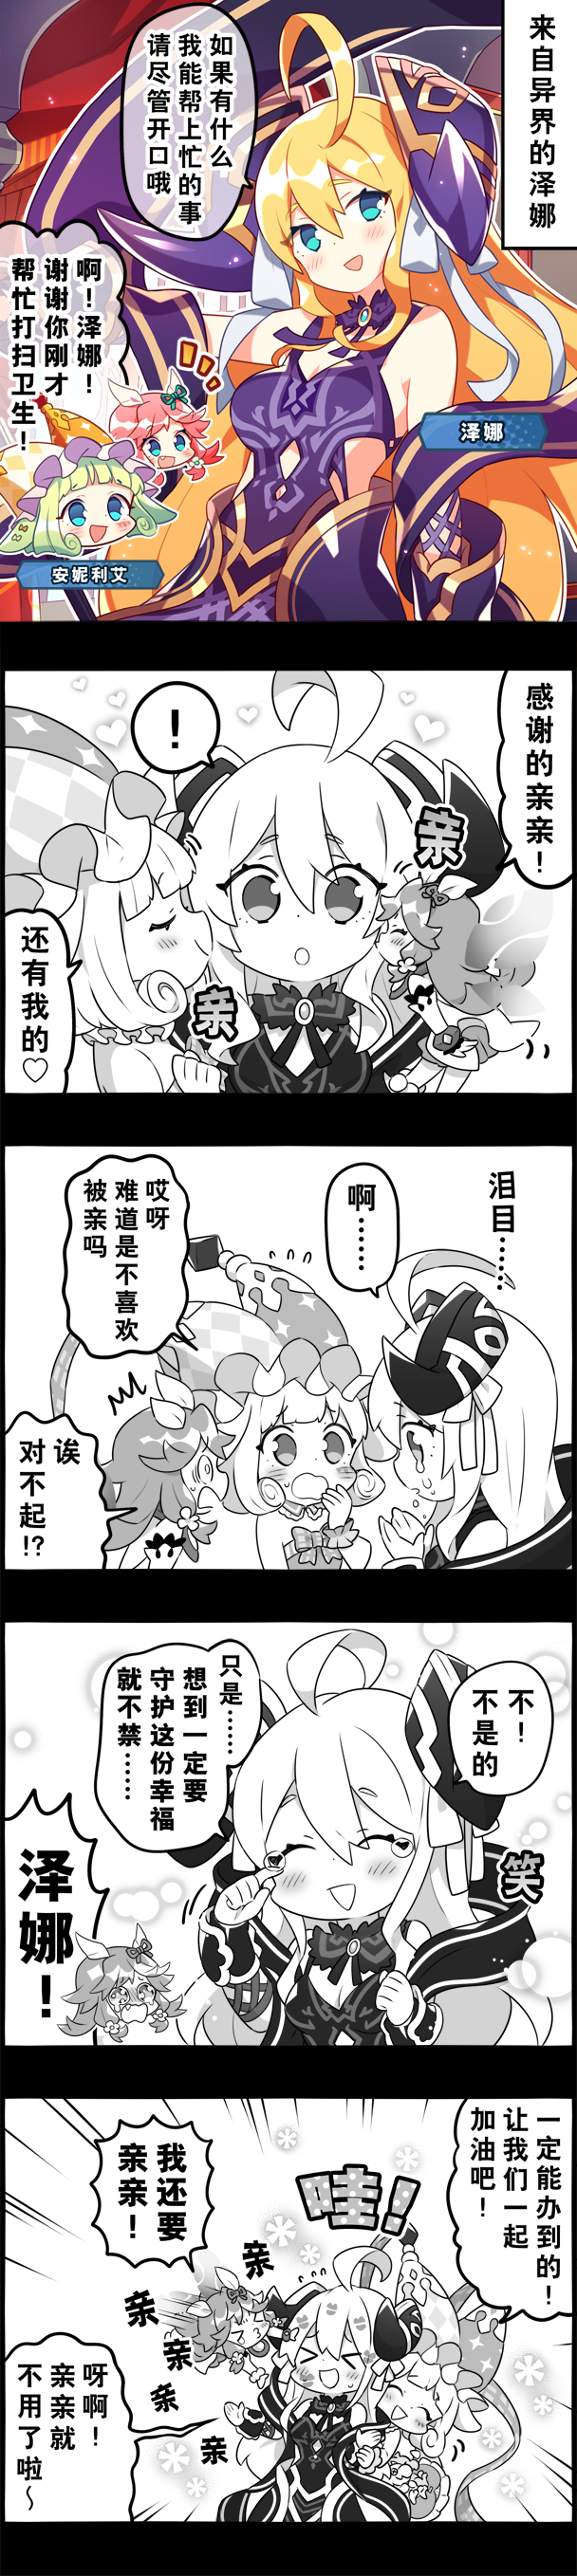 来自异界的泽娜
如果有什么
我能帮上忙的事
请尽管开口哦
啊！泽娜！
谢谢你刚才
帮忙打扫卫生！
泽娜
安妮利艾
感谢的亲亲！
！
亲
亲
还有我的♡
泪目……
啊……
哎呀
难道是不喜欢
被亲吗
诶
对不起！？
不！
不是的
只是……
想到一定要
守护这份幸福
就不禁……
笑
泽娜！
一定能办到的！
让我们一起
加油吧！
哇！
我还要
亲亲！
亲
亲
亲
亲
亲
呀啊！
亲亲就
不用了啦～